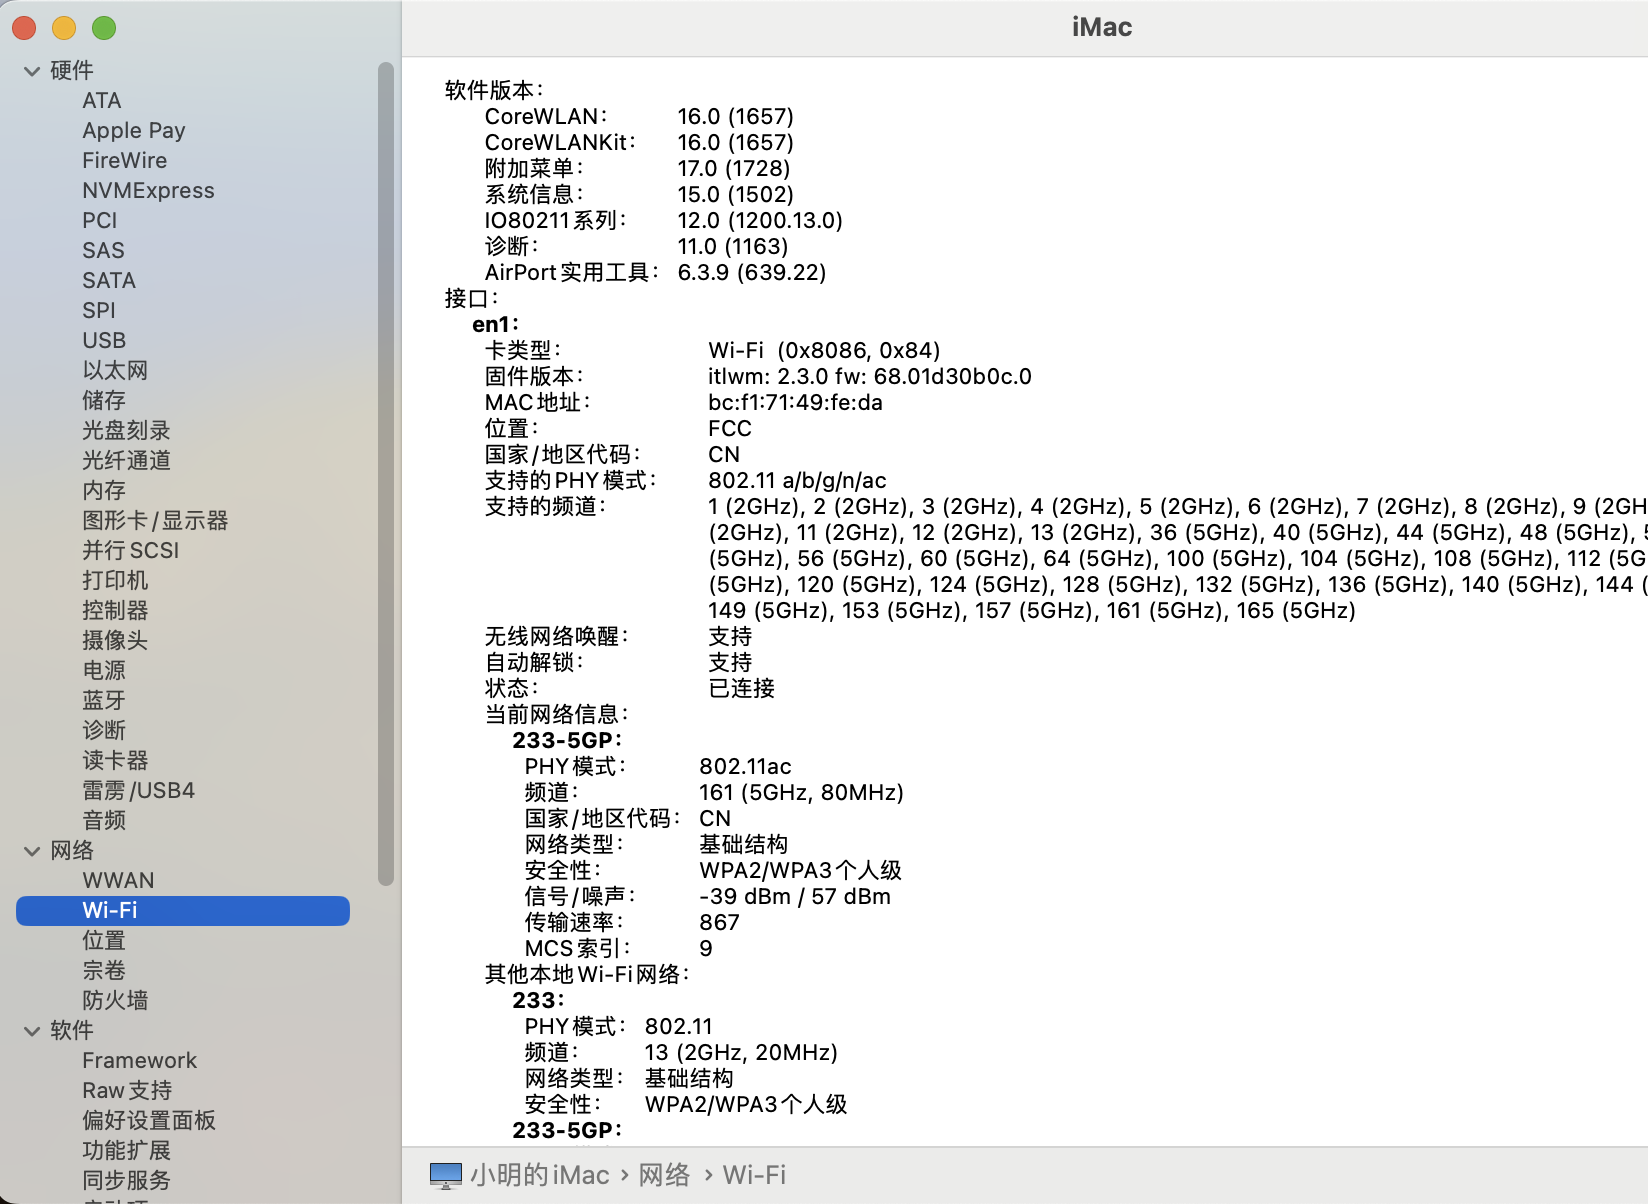 iMac
硬件
ATA
Apple Pay
FireWire
NVMExpress
PCI
SAS
SATA
SPI
USB
以太网
储存
光盘刻录
光纤通道
内存
图形卡/显示器
并行SCSI
打印机
控制器
摄像头
电源
蓝牙
诊断
读卡器
雷雳/USB4
音频
网络
WWAN
Wi-Fi
位置
宗卷
防火墙
软件
Framework
Raw支持
偏好设置面板
功能扩展
同步服务
软件版本：
CoreWLAN： 16.0 (1657)
CoreWLANKit： 16.0 (1657)
附加菜单： 17.0 (1728)
系统信息： 15.0 (1502)
IO80211系列： 12.0 (1200.13.0)
诊断： 11.0 (1163)
AirPort实用工具： 6.3.9 (639.22)
接口：
en1：
卡类型： Wi-Fi (0x8086, 0x84)
固件版本： itlwm: 2.3.0 fw: 68.01d30b0c.0
MAC地址： bc:f1:71:49:fe:da
位置： FCC
国家/地区代码： CN
支持的PHY模式： 802.11 a/b/g/n/ac
支持的频道： 1 (2GHz), 2 (2GHz), 3 (2GHz), 4 (2GHz), 5 (2GHz), 6 (2GHz), 7 (2GHz), 8 (2GHz), 9 (2GH
(2GHz), 11 (2GHz), 12 (2GHz), 13 (2GHz), 36 (5GHz), 40 (5GHz), 44 (5GHz), 48 (5GHz),
(5GHz), 56 (5GHz), 60 (5GHz), 64 (5GHz), 100 (5GHz), 104 (5GHz), 108 (5GHz), 112 (5G
(5GHz), 120 (5GHz), 124 (5GHz), 128 (5GHz), 132 (5GHz), 136 (5GHz), 140 (5GHz), 144 (
149 (5GHz), 153 (5GHz), 157 (5GHz), 161 (5GHz), 165 (5GHz)
无线网络唤醒： 支持
自动解锁： 支持
状态： 已连接
当前网络信息：
233-5GP：
PHY模式： 802.11ac
频道： 161 (5GHz, 80MHz)
国家/地区代码： CN
网络类型： 基础结构
安全性： WPA2/WPA3个人级
信号/噪声： -39 dBm / 57 dBm
传输速率： 867
MCS索引： 9
其他本地Wi-Fi网络：
233：
PHY模式： 802.11
频道： 13 (2GHz, 20MHz)
网络类型： 基础结构
安全性： WPA2/WPA3个人级
233-5GP：
小明的iMac › 网络 › Wi-Fi